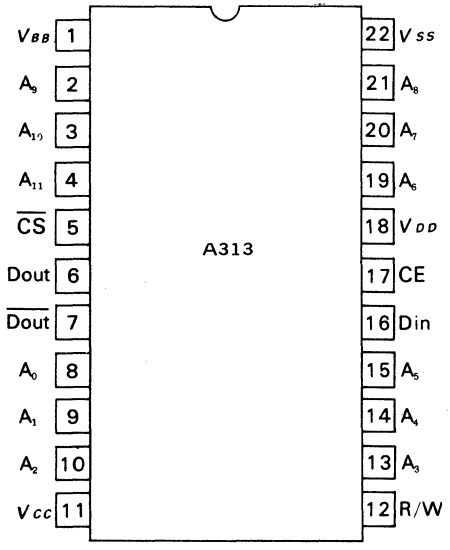 VBB 1 22 VSS
A9 2 21 A8
A10 3 20 A7
A11 4 19 A6
C̅S̅ 5 18 VDD
A313
Dout 6 17 CE
D̅o̅u̅t̅ 7 16 Din
A0 8 15 A5
A1 9 14 A4
A2 10 13 A3
Vcc 11 12 R/W